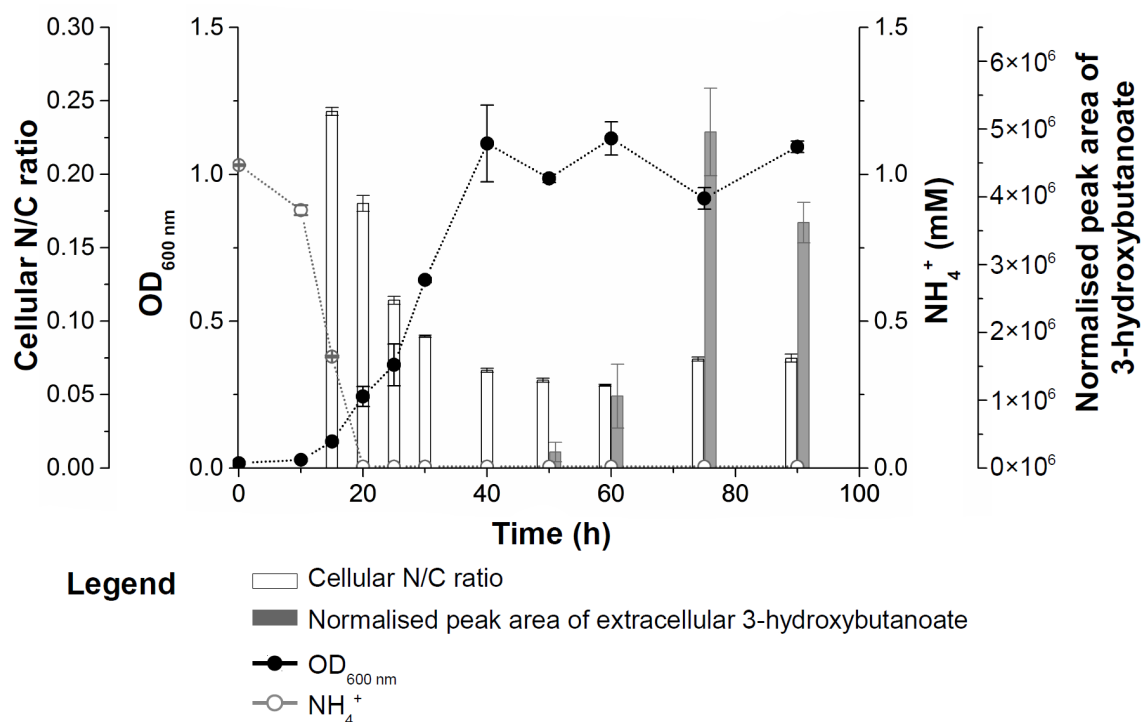 Cellular N/C ratio
0.30
0.25
0.20
0.15
0.10
0.05
0.00
OD600 nm
1.5
1.0
0.5
0.0
0
20
40
60
80
100
Time (h)
1.5
1.0
0.5
0.0
NH4+ (mM)
6×10^6
5×10^6
4×10^6
3×10^6
2×10^6
1×10^6
0×10^6
Normalised peak area of
3-hydroxybutanoate
Legend
Cellular N/C ratio
Normalised peak area of extracellular 3-hydroxybutanoate
OD600 nm
NH4+